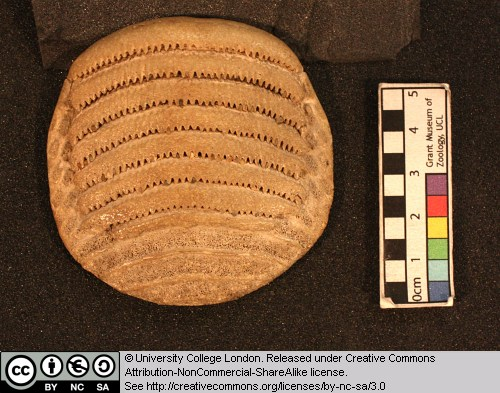 5
4
3
2
1
0cm
Grant Museum of
Zoology, UCL
© University College London. Released under Creative Commons
Attribution-NonCommercial-ShareAlike license.
See http://creativecommons.org/licenses/by-nc-sa/3.0
cc
BY NC SA